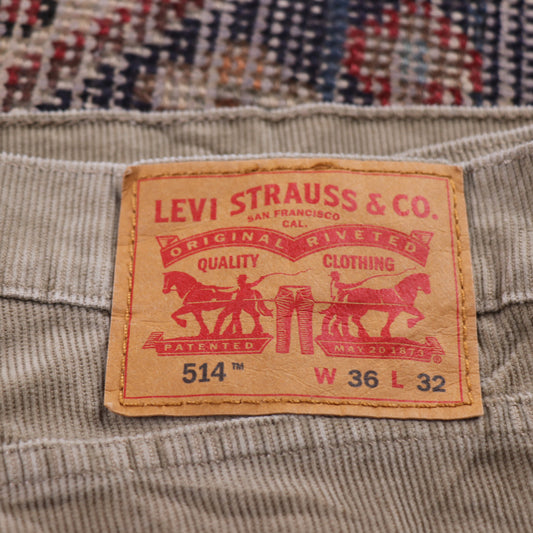 LEVI STRAUSS & CO.
SAN FRANCISCO
CAL.
ORIGINAL RIVETED
QUALITY CLOTHING
PATENTED MAY 20 1873
514™ W 36 L 32